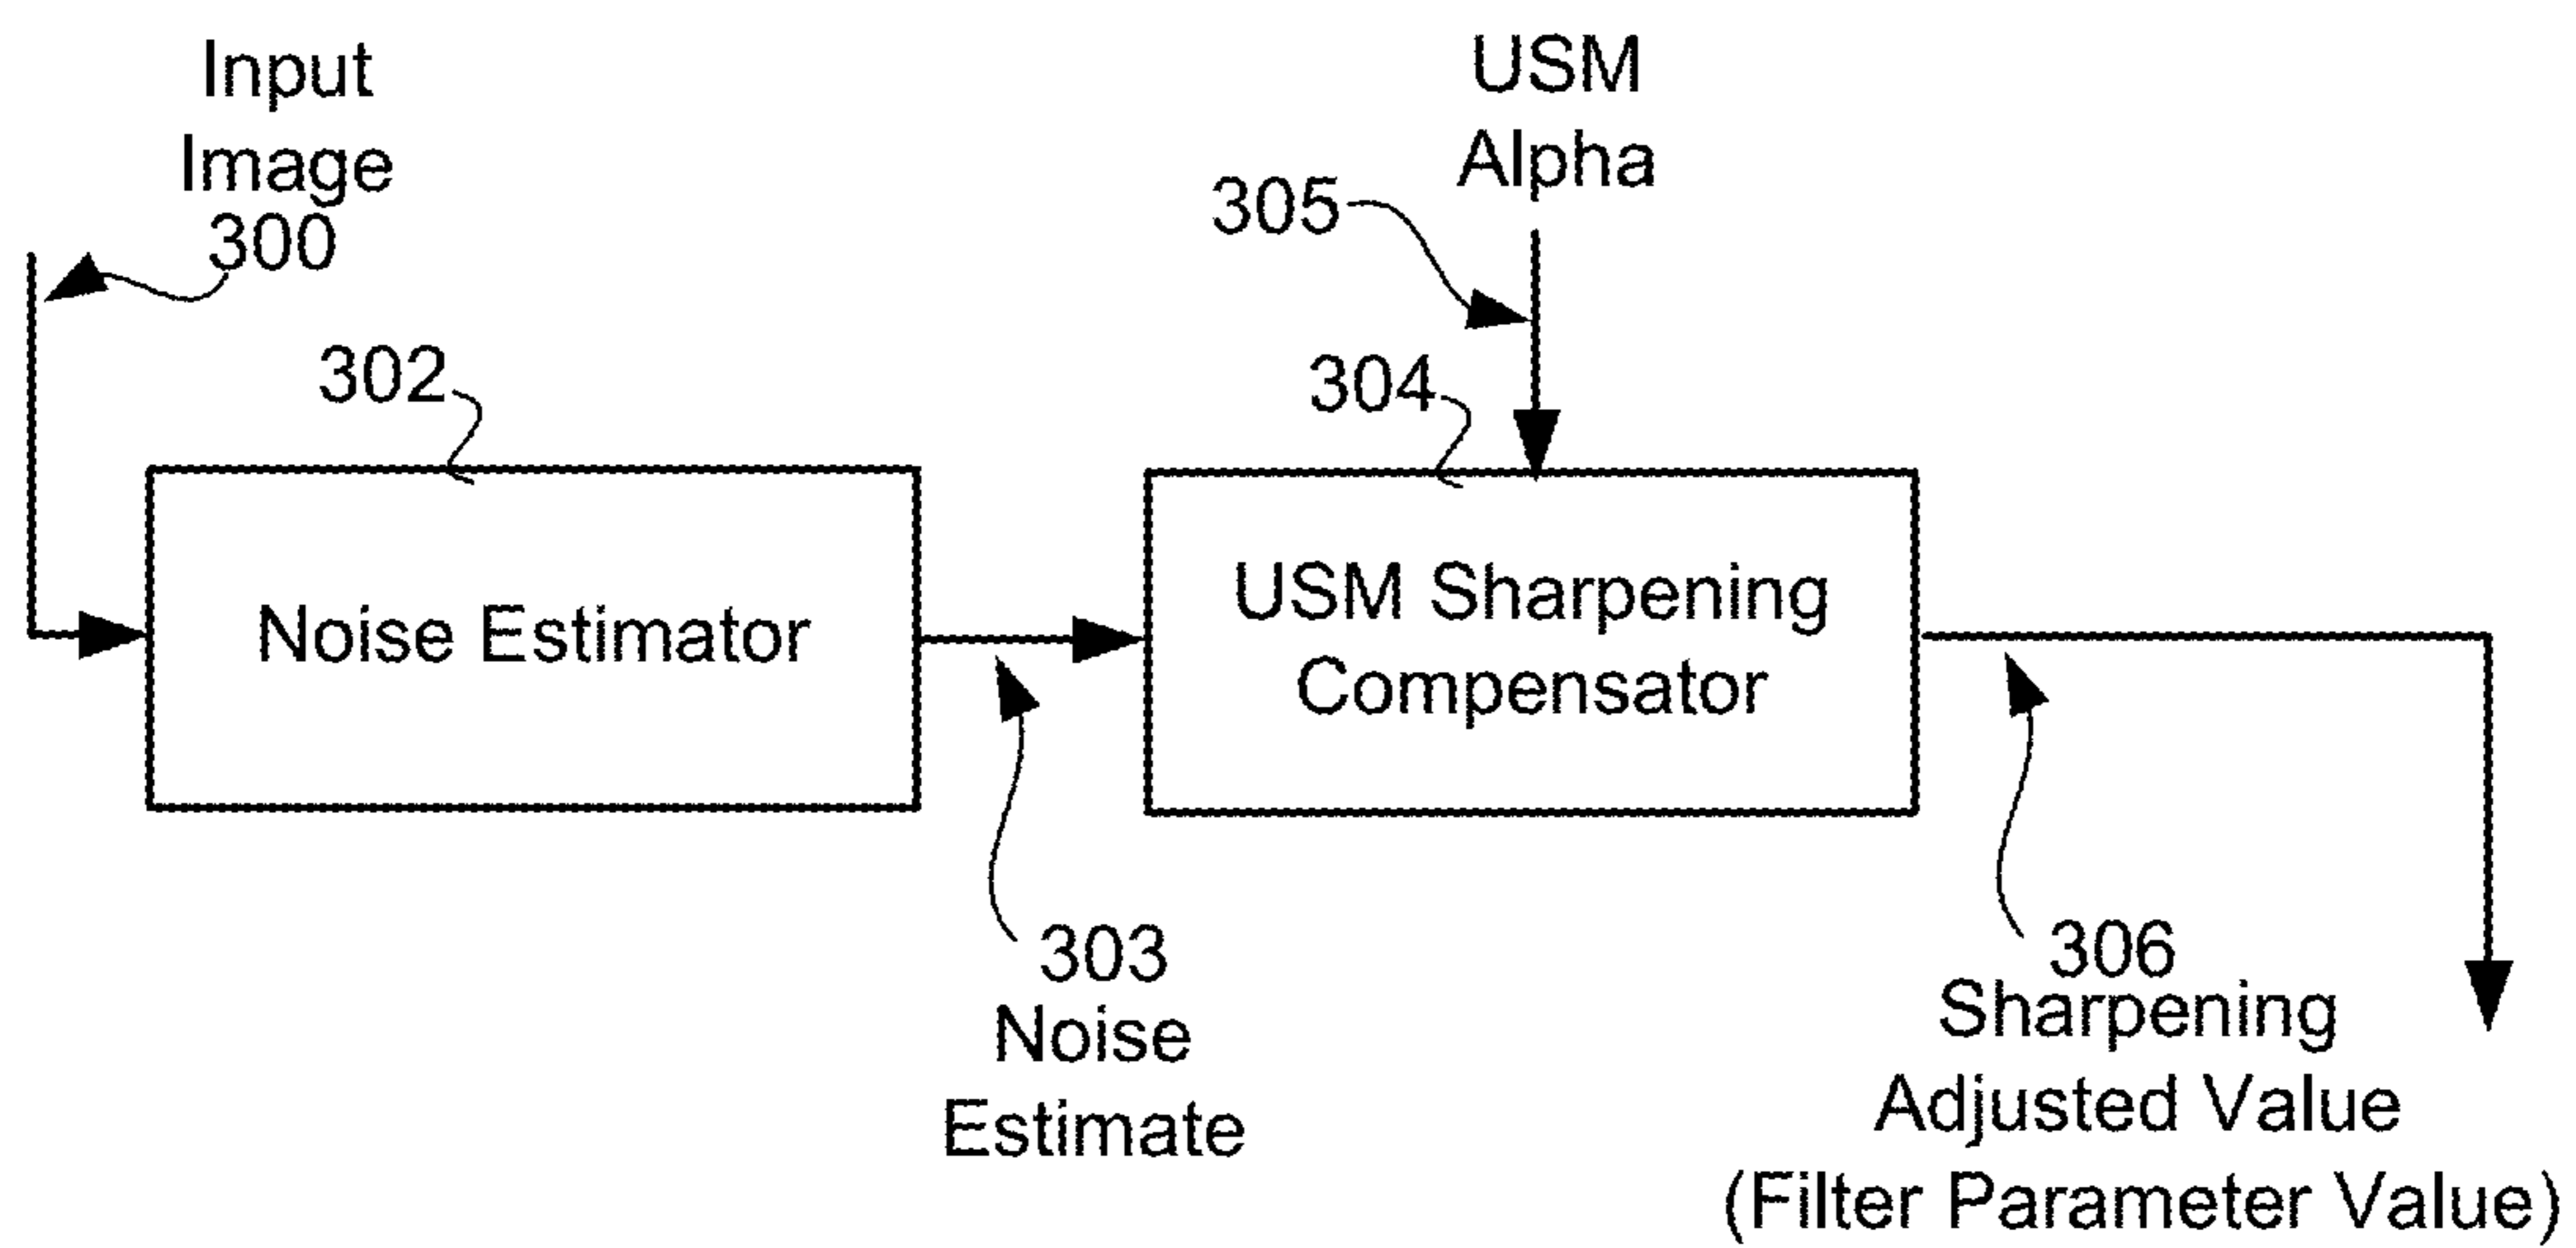 Input
Image
300
USM
Alpha
305
302
304
Noise Estimator
USM Sharpening
Compensator
303
Noise
Estimate
306
Sharpening
Adjusted Value
(Filter Parameter Value)